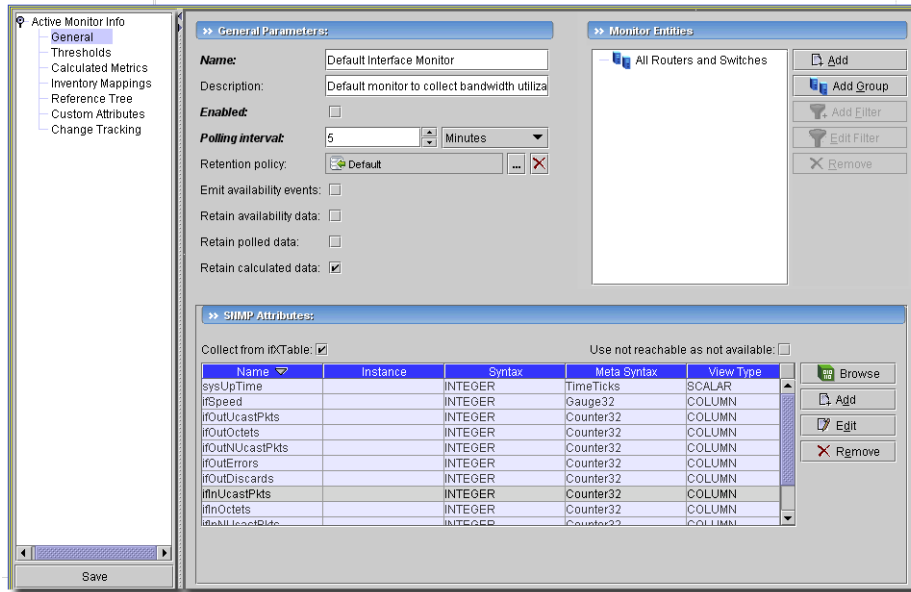 Active Monitor Info
General
Thresholds
Calculated Metrics
Inventory Mappings
Reference Tree
Custom Attributes
Change Tracking
Save
>> General Parameters:
Name: Default Interface Monitor
Description: Default monitor to collect bandwidth utiliza
Enabled:
Polling interval: 5 Minutes
Retention policy: Default ...
Emit availability events:
Retain availability data:
Retain polled data:
Retain calculated data:
>> Monitor Entities
All Routers and Switches
Add
Add Group
Add Filter
Edit Filter
Remove
>> SNMP Attributes:
Collect from ifXTable: Use not reachable as not available:
Name Instance Syntax Meta Syntax View Type
sysUpTime INTEGER TimeTicks SCALAR
ifSpeed INTEGER Gauge32 COLUMN
ifOutUcastPkts INTEGER Counter32 COLUMN
ifOutOctets INTEGER Counter32 COLUMN
ifOutNUcastPkts INTEGER Counter32 COLUMN
ifOutErrors INTEGER Counter32 COLUMN
ifOutDiscards INTEGER Counter32 COLUMN
ifInUcastPkts INTEGER Counter32 COLUMN
ifInOctets INTEGER Counter32 COLUMN
ifInNUcastPkts INTEGER Counter32 COLUMN
Browse
Add
Edit
Remove